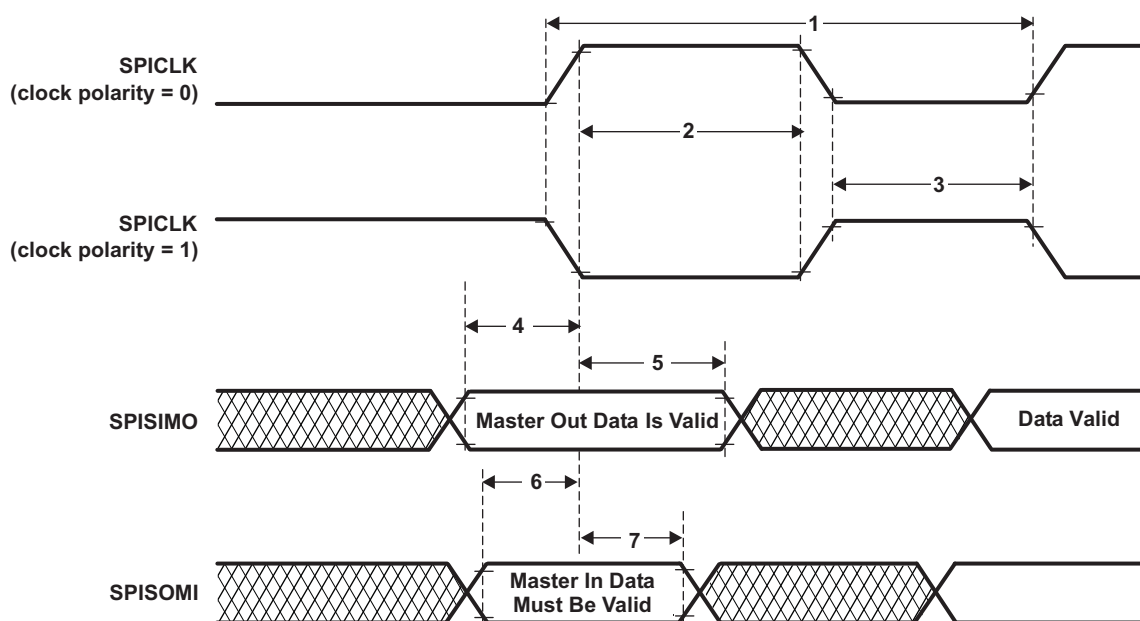 1
SPICLK
(clock polarity = 0)
2
3
SPICLK
(clock polarity = 1)
4
5
SPISIMO
Master Out Data Is Valid
Data Valid
6
7
SPISOMI
Master In Data
Must Be Valid